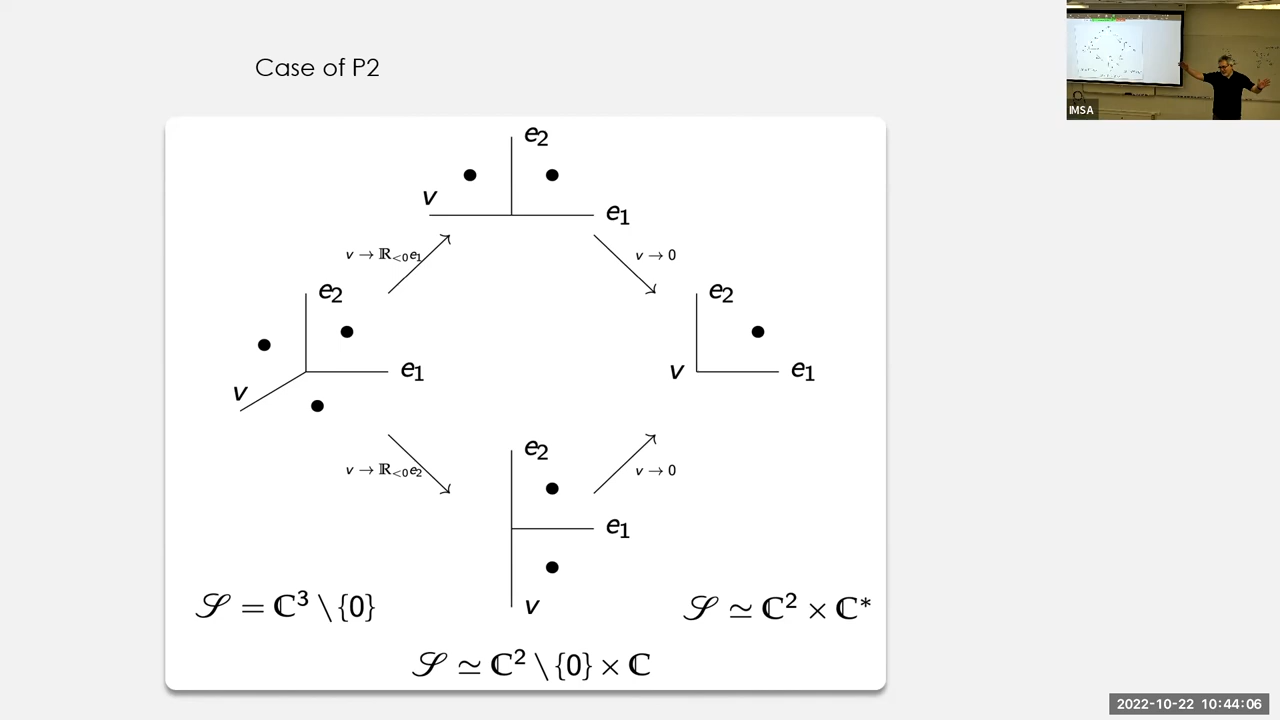 Case of P2
IMSA
e₂
v
e₁
v → ℝ<₀e₁
v → 0
e₂
e₁
v
e₂
v
e₁
v → ℝ<₀e₂
v → 0
e₂
e₁
v
𝒮 = ℂ³ \ {0}
𝒮 ≃ ℂ² × ℂ*
𝒮 ≃ ℂ² \ {0} × ℂ
2022-10-22 10:44:06